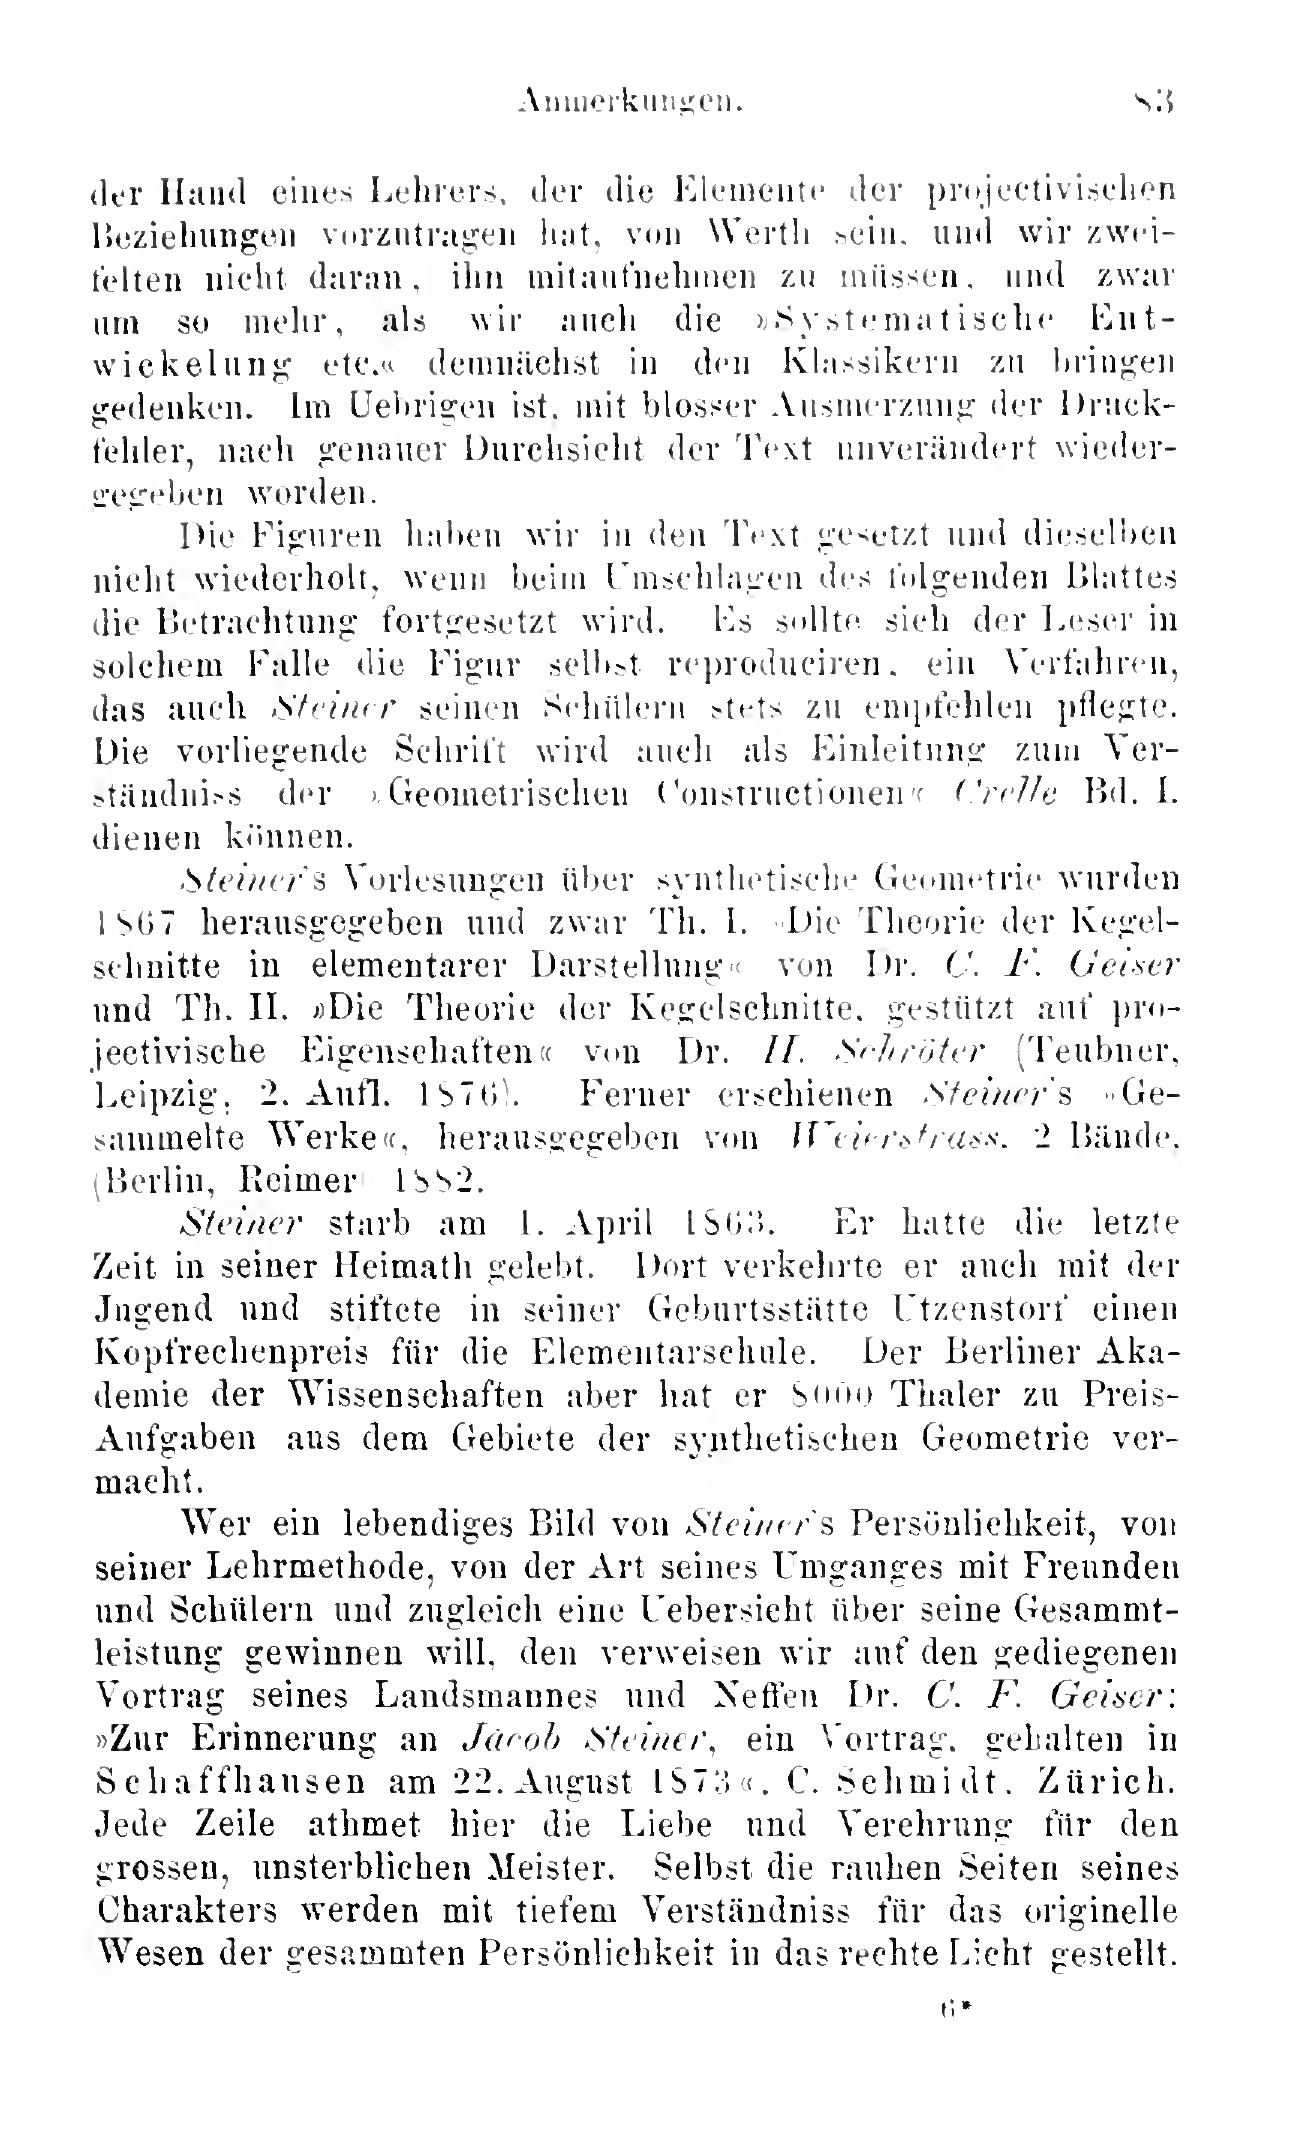 Anmerkungen. 83
der Hand eines Lehrers, der die Elemente der projectivischen
Beziehungen vorzutragen hat, von Werth sein, und wir zwei-
felten nicht daran, ihn mitaufnehmen zu müssen, und zwar
um so mehr, als wir auch die »Systematische Ent-
wickelung etc.« demnächst in den Klassikern zu bringen
gedenken. Im Uebrigen ist, mit blosser Ausmerzung der Druck-
fehler, nach genauer Durchsicht der Text unverändert wieder-
gegeben worden.
Die Figuren haben wir in den Text gesetzt und dieselben
nicht wiederholt, wenn beim Umschlagen des folgenden Blattes
die Betrachtung fortgesetzt wird. Es sollte sich der Leser in
solchem Falle die Figur selbst reproduciren, ein Verfahren,
das auch Steiner seinen Schülern stets zu empfehlen pflegte.
Die vorliegende Schrift wird auch als Einleitung zum Ver-
ständniss der »Geometrischen Constructionen« Crelle Bd. I.
dienen können.
Steiner's Vorlesungen über synthetische Geometrie wurden
1867 herausgegeben und zwar Th. I. »Die Theorie der Kegel-
schnitte in elementarer Darstellung« von Dr. C. F. Geiser
und Th. II. »Die Theorie der Kegelschnitte, gestützt auf pro-
jectivische Eigenschaften« von Dr. H. Schröter (Teubner,
Leipzig, 2. Aufl. 1876). Ferner erschienen Steiner's »Ge-
sammelte Werke«, herausgegeben von Weierstrass. 2 Bände.
(Berlin, Reimer) 1882.
Steiner starb am 1. April 1863. Er hatte die letzte
Zeit in seiner Heimath gelebt. Dort verkehrte er auch mit der
Jugend und stiftete in seiner Geburtsstätte Utzenstorf einen
Kopfrechenpreis für die Elementarschule. Der Berliner Aka-
demie der Wissenschaften aber hat er 8000 Thaler zu Preis-
Aufgaben aus dem Gebiete der synthetischen Geometrie ver-
macht.
Wer ein lebendiges Bild von Steiner's Persönlichkeit, von
seiner Lehrmethode, von der Art seines Umganges mit Freunden
und Schülern und zugleich eine Uebersicht über seine Gesammt-
leistung gewinnen will, den verweisen wir auf den gediegenen
Vortrag seines Landsmannes und Neffen Dr. C. F. Geiser:
»Zur Erinnerung an Jacob Steiner, ein Vortrag, gehalten in
Schaffhausen am 22. August 1873«. C. Schmidt, Zürich.
Jede Zeile athmet hier die Liebe und Verehrung für den
grossen, unsterblichen Meister. Selbst die rauhen Seiten seines
Charakters werden mit tiefem Verständniss für das originelle
Wesen der gesammten Persönlichkeit in das rechte Licht gestellt.
6*